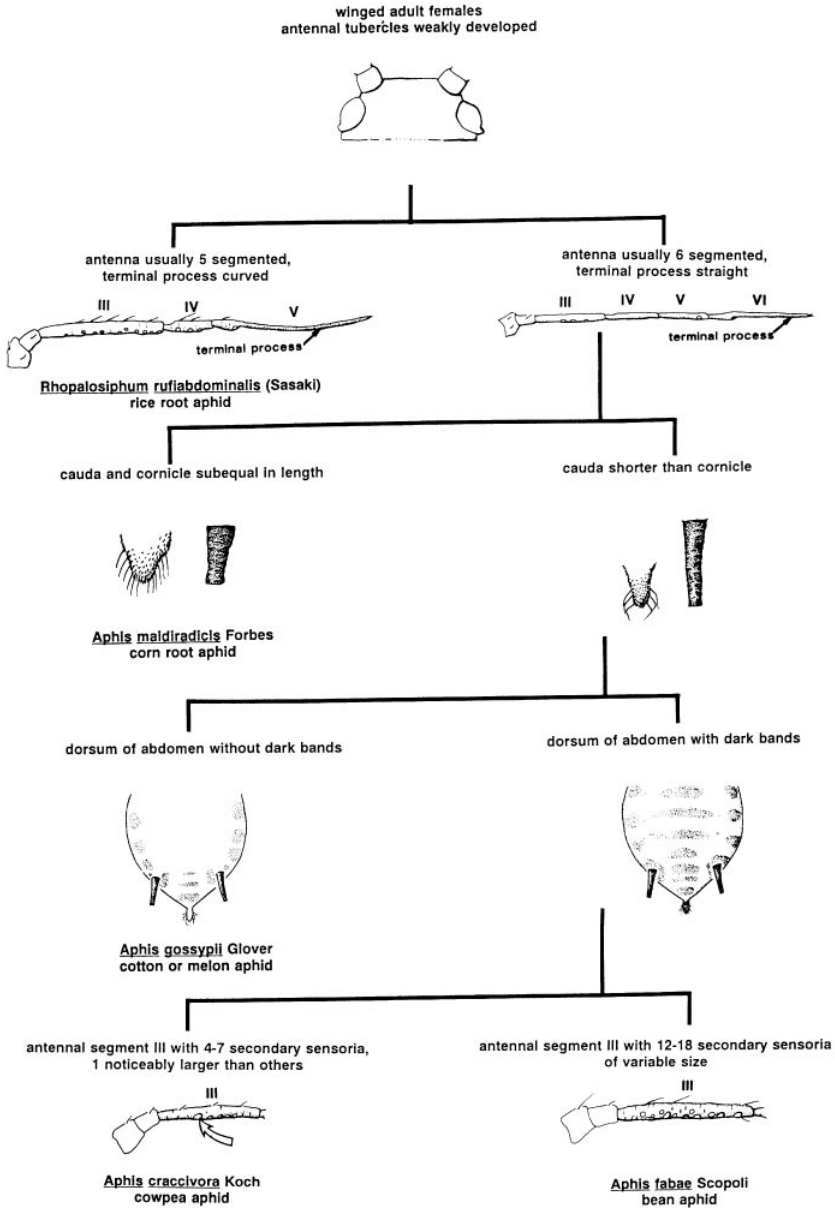 winged adult females
antennal tubercles weakly developed
antenna usually 5 segmented,
terminal process curved
III
IV
V
terminal process
Rhopalosiphum rufiabdominalis (Sasaki)
rice root aphid
antenna usually 6 segmented,
terminal process straight
III
IV
V
VI
terminal process
cauda and cornicle subequal in length
Aphis maidiradicis Forbes
corn root aphid
cauda shorter than cornicle
dorsum of abdomen without dark bands
Aphis gossypii Glover
cotton or melon aphid
dorsum of abdomen with dark bands
antennal segment III with 4-7 secondary sensoria,
1 noticeably larger than others
III
Aphis craccivora Koch
cowpea aphid
antennal segment III with 12-18 secondary sensoria
of variable size
III
Aphis fabae Scopoli
bean aphid